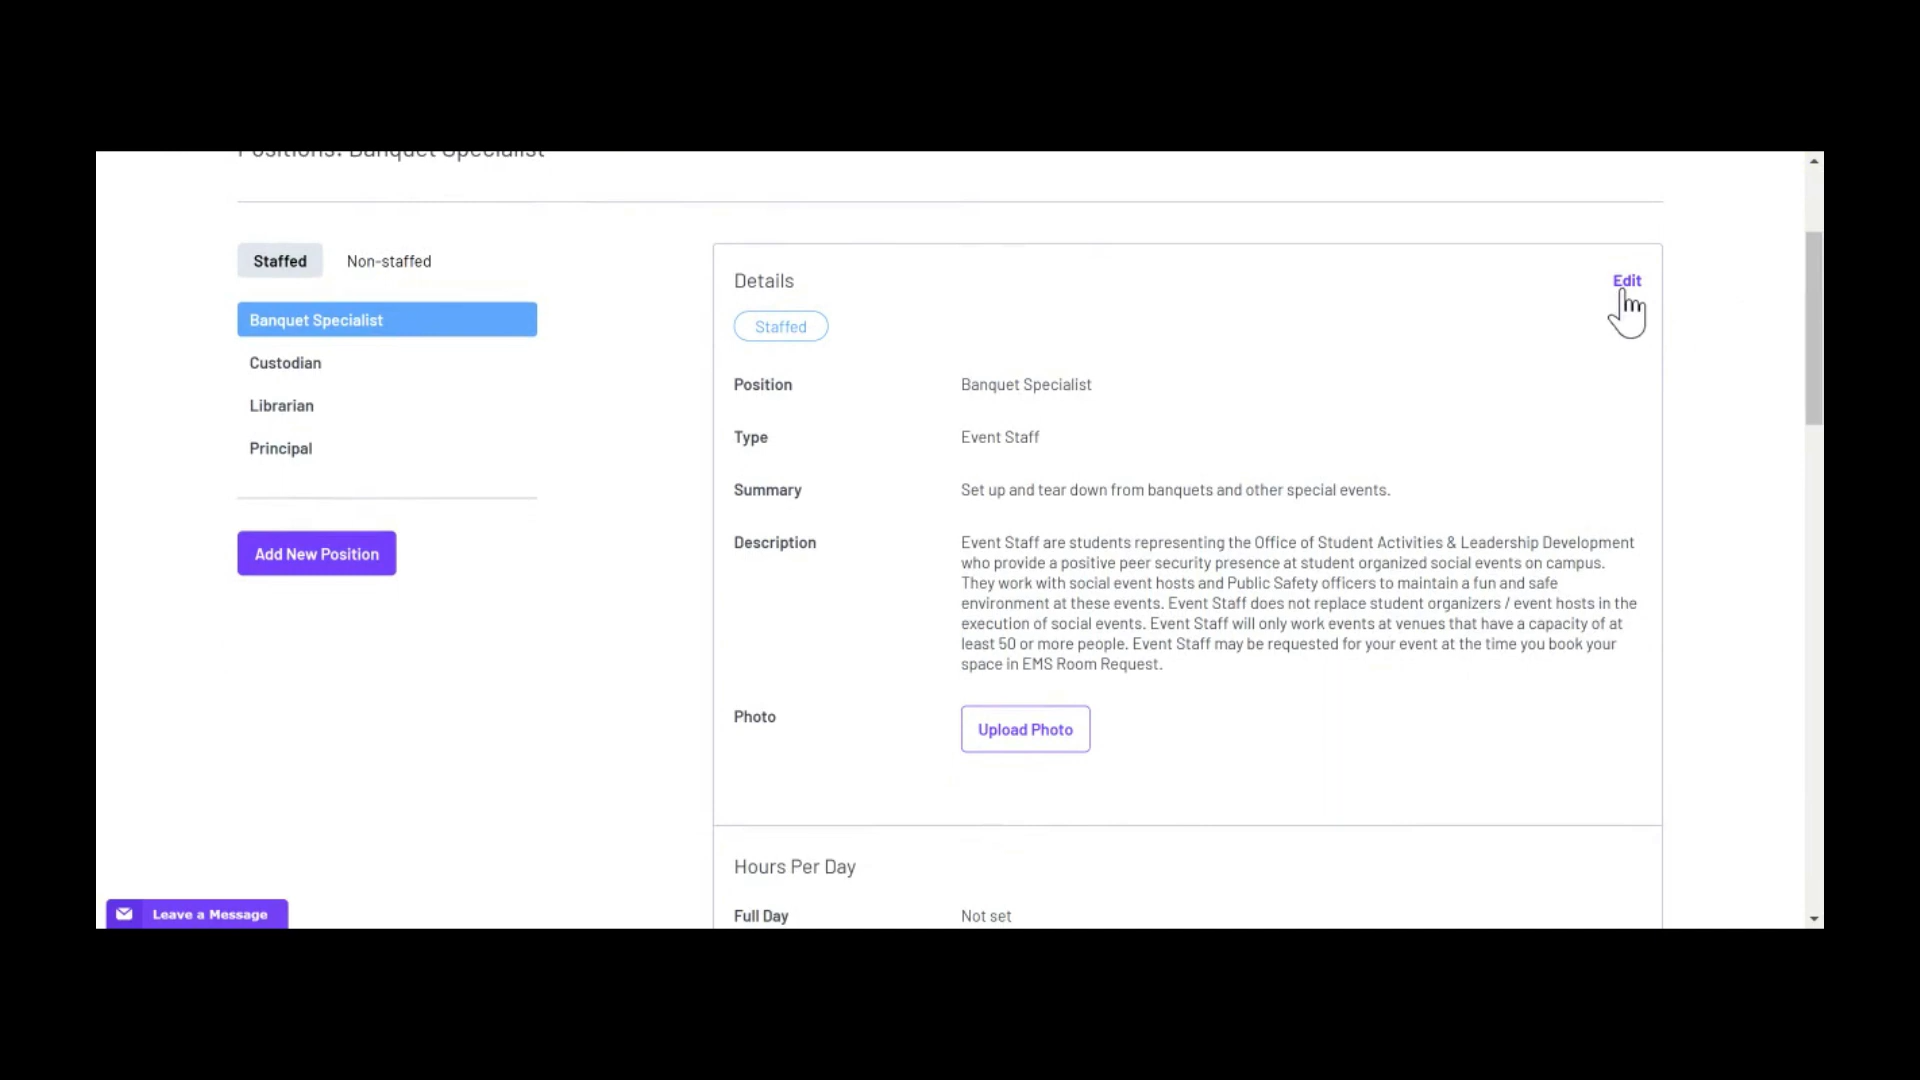 Positions: Banquet Specialist
Staffed
Non-staffed
Banquet Specialist
Custodian
Librarian
Principal
Add New Position
Details
Edit
Staffed
Position
Banquet Specialist
Type
Event Staff
Summary
Set up and tear down from banquets and other special events.
Description
Event Staff are students representing the Office of Student Activities & Leadership Development
who provide a positive peer security presence at student organized social events on campus.
They work with social event hosts and Public Safety officers to maintain a fun and safe
environment at these events. Event Staff does not replace student organizers / event hosts in the
execution of social events. Event Staff will only work events at venues that have a capacity of at
least 50 or more people. Event Staff may be requested for your event at the time you book your
space in EMS Room Request.
Photo
Upload Photo
Hours Per Day
Full Day
Not set
Leave a Message